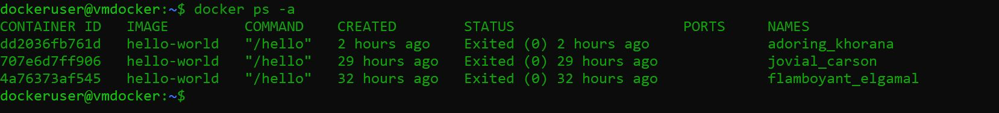 dockeruser@vmdocker:~$ docker ps -a
CONTAINER ID   IMAGE         COMMAND    CREATED        STATUS                    PORTS     NAMES
dd2036fb761d   hello-world   "/hello"   2 hours ago    Exited (0) 2 hours ago              adoring_khorana
707e6d7ff906   hello-world   "/hello"   29 hours ago   Exited (0) 29 hours ago             jovial_carson
4a76373af545   hello-world   "/hello"   32 hours ago   Exited (0) 32 hours ago             flamboyant_elgamal
dockeruser@vmdocker:~$